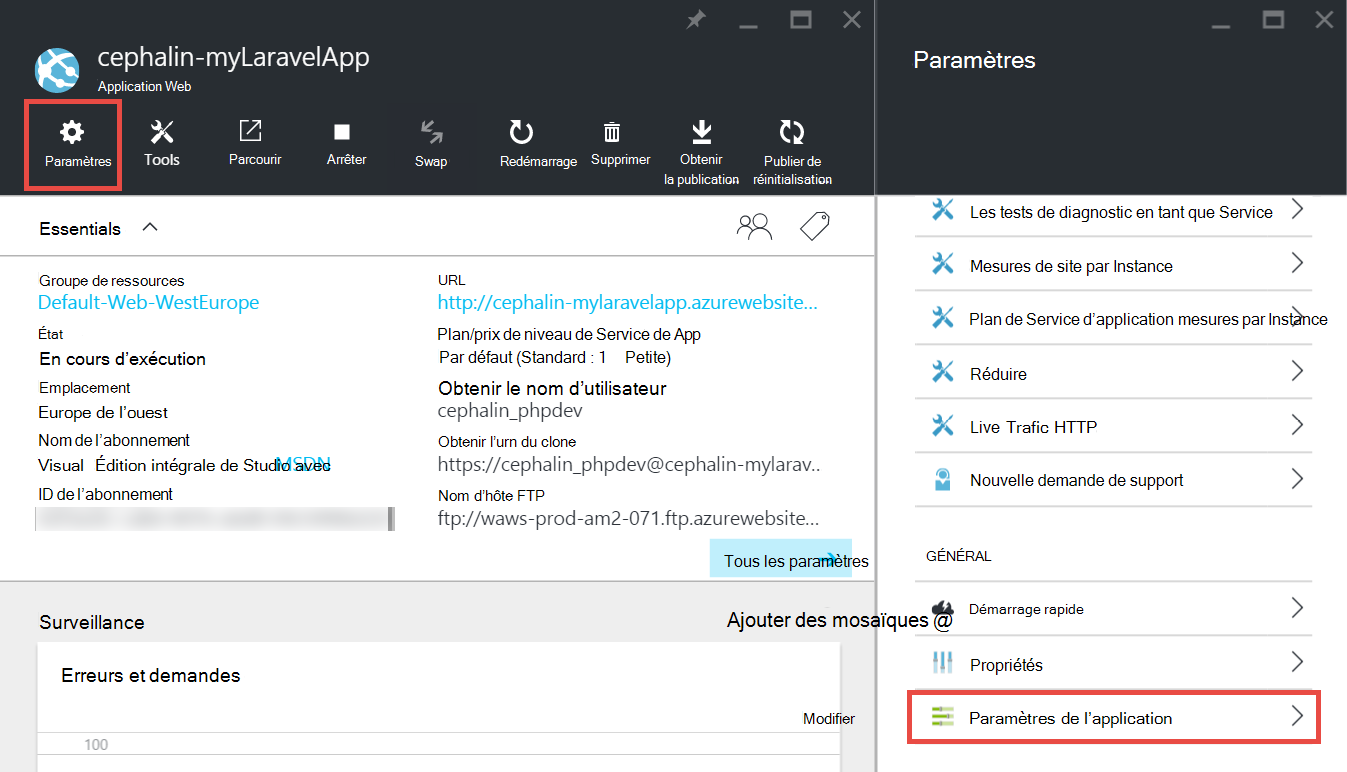 cephalin-myLaravelApp
Application Web
Paramètres
Tools
Parcourir
Arrêter
Swap
Redémarrage
Supprimer
Obtenir
la publication
Publier de
réinitialisation
Essentials
Groupe de ressources
Default-Web-WestEurope
État
En cours d’exécution
Emplacement
Europe de l’ouest
Nom de l’abonnement
Visual Édition intégrale de Studio avec MSDN
ID de l’abonnement
URL
http://cephalin-mylaravelapp.azurewebsite...
Plan/prix de niveau de Service de App
Par défaut (Standard : 1 Petite)
Obtenir le nom d’utilisateur
cephalin_phpdev
Obtenir l’urn du clone
https://cephalin_phpdev@cephalin-mylarav..
Nom d’hôte FTP
ftp://waws-prod-am2-071.ftp.azurewebsite...
Tous les paramètres
Surveillance
Ajouter des mosaïques @
Erreurs et demandes
Modifier
100
Paramètres
Les tests de diagnostic en tant que Service
Mesures de site par Instance
Plan de Service d’application mesures par Instance
Réduire
Live Trafic HTTP
Nouvelle demande de support
GÉNÉRAL
Démarrage rapide
Propriétés
Paramètres de l’application